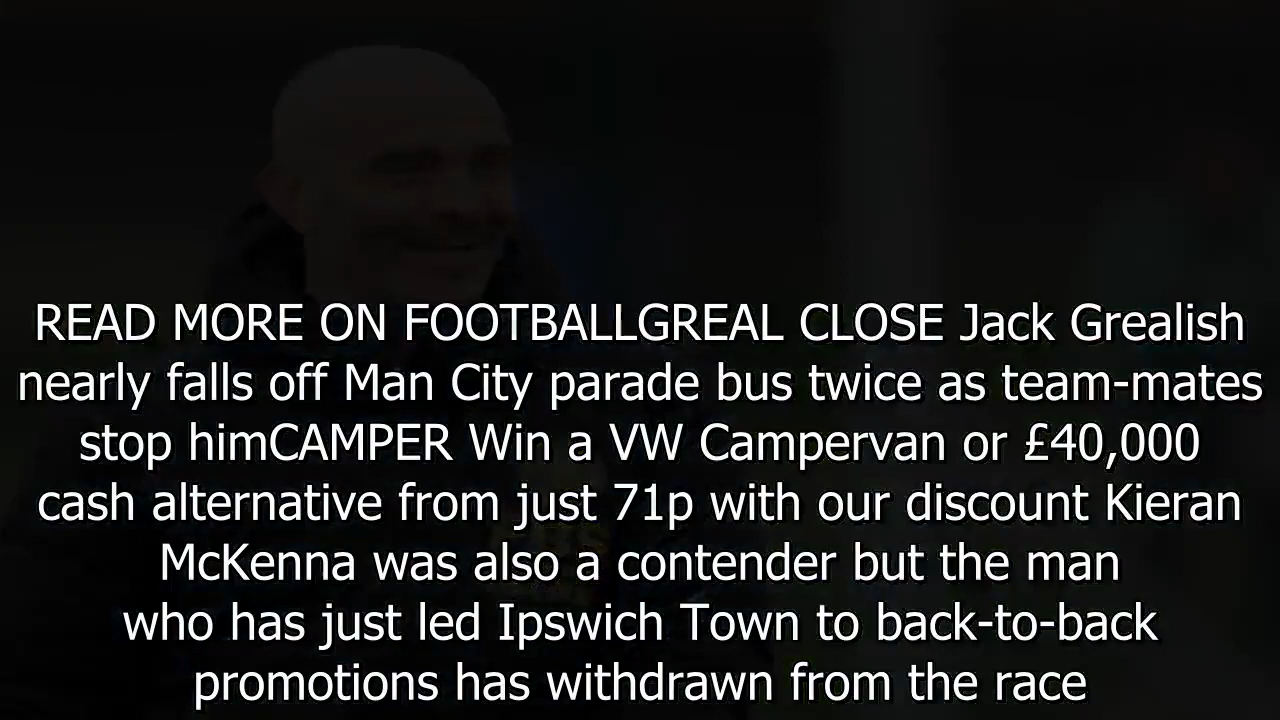 READ MORE ON FOOTBALLGREAL CLOSE Jack Grealish
nearly falls off Man City parade bus twice as team-mates
stop himCAMPER Win a VW Campervan or £40,000
cash alternative from just 71p with our discount Kieran
McKenna was also a contender but the man
who has just led Ipswich Town to back-to-back
promotions has withdrawn from the race